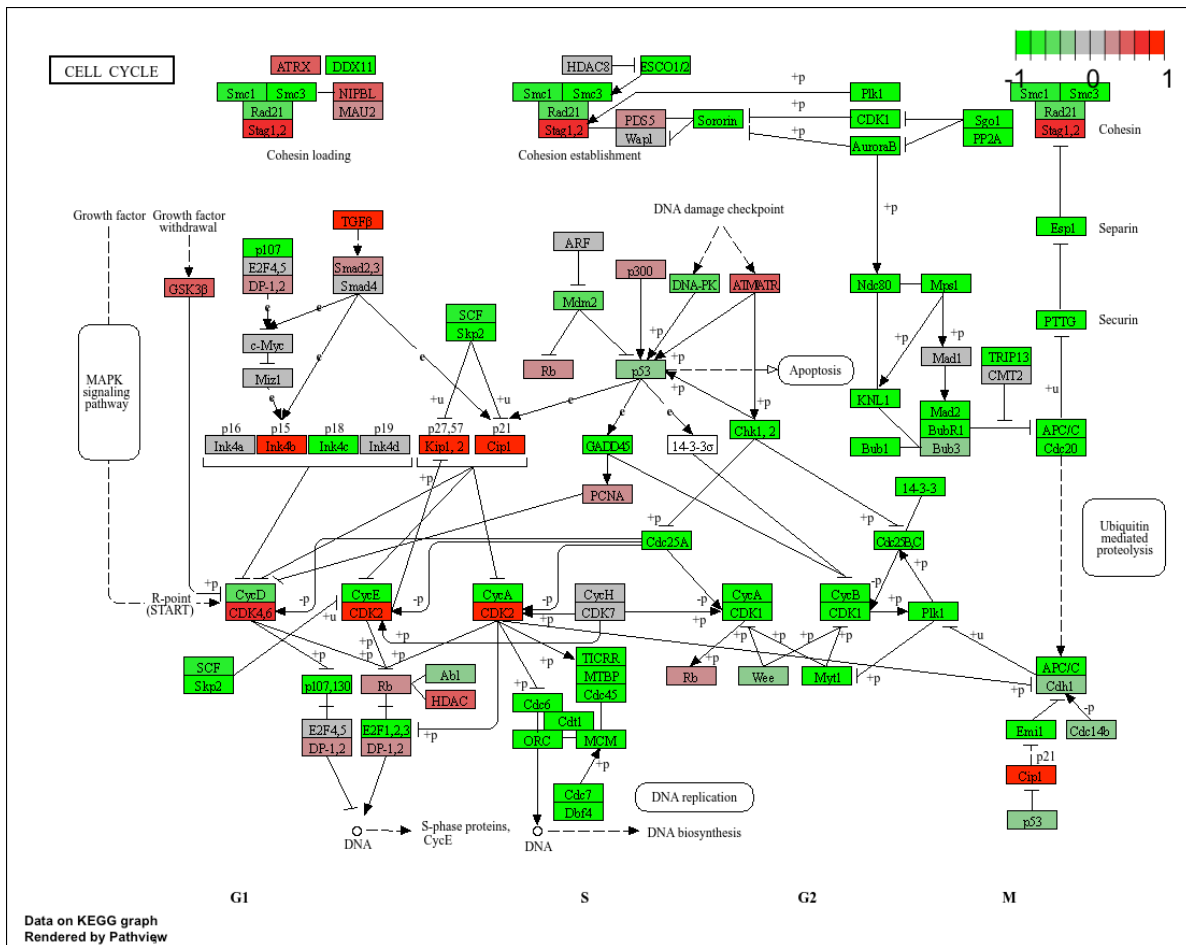 CELL CYCLE
ATRX DDX11
HDAC8 ESCO1/2
+p
-1 0 1
Smc1 Smc3 NIPBL
Smc1 Smc3
Plk1
Smc1 Smc3
Rad21 MAU2
Rad21
Rad21
Stag1,2
Stag1,2 PDS5 Sororin
+p
CDK1 Sgo1
Stag1,2 Cohesin
Wapl
+p
AuroraB PP2A
Cohesin loading
Cohesion establishment
+p
Growth factor Growth factor
withdrawal
TGFβ
DNA damage checkpoint
Espl Separin
p107
E2F4,5
DP-1,2
ARF
GSK3β
Smad2,3
Smad4
p300
DNA-PK ATM/ATR
Ndc80 Mps1
e e
Mdm2
SCF
Skp2
PTTG Securin
c-Myc
+p +p
+p +p
Mad1 TRIP13
CMT2
Miz1
e
e
Rb p53 Apoptosis
MAPK
signaling
pathway
+u +u
+p
e e
+p
KNL1
+u
Mad2
p16 p15 p18 p19 p27,57 p21
Ink4a Ink4b Ink4c Ink4d Kip1, 2 Cip1
GADD45 14-3-3σ Chk1, 2
BubR1 APC/C
Bub1 Bub3 Cdc20
+p
PCNA
14-3-3
+p
+p
Cdc25A Cdc25B,C
Ubiquitin
mediated
proteolysis
R-point
(START)
+p
CycD -p CycE -p CycA -p CycH CycA CycB -p +p
CDK4,6 CDK2 CDK2 CDK7 CDK1 CDK1 +p Plk1
+u +p +p +p +p +p
+p +p +p +p +u
SCF
Skp2
p107,130 Rb Abl
HDAC
TICRR
MTBP
Cdc45
Rb Wee Myt1 +p
APC/C
Cdh1
+p
-p
+p
Cdc6
Cdt1
E2F4,5
DP-1,2
E2F1,2,3
DP-1,2
+p
ORC MCM
+p
Emi1 Cdc14b
p21
Cip1
Cdc7
Dbf4
DNA replication
p53
DNA S-phase proteins,
CycE
DNA DNA biosynthesis
G1 S G2 M
Data on KEGG graph
Rendered by Pathview